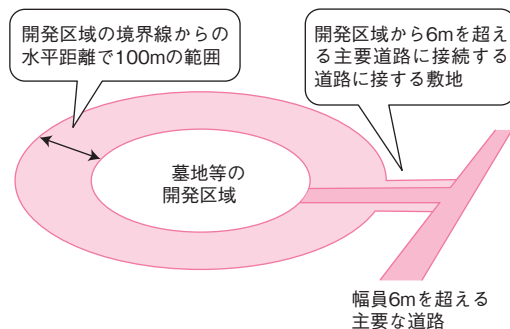 開発区域の境界線からの
水平距離で100mの範囲
開発区域から6mを超え
る主要道路に接続する
道路に接する敷地
墓地等の
開発区域
幅員6mを超える
主要な道路